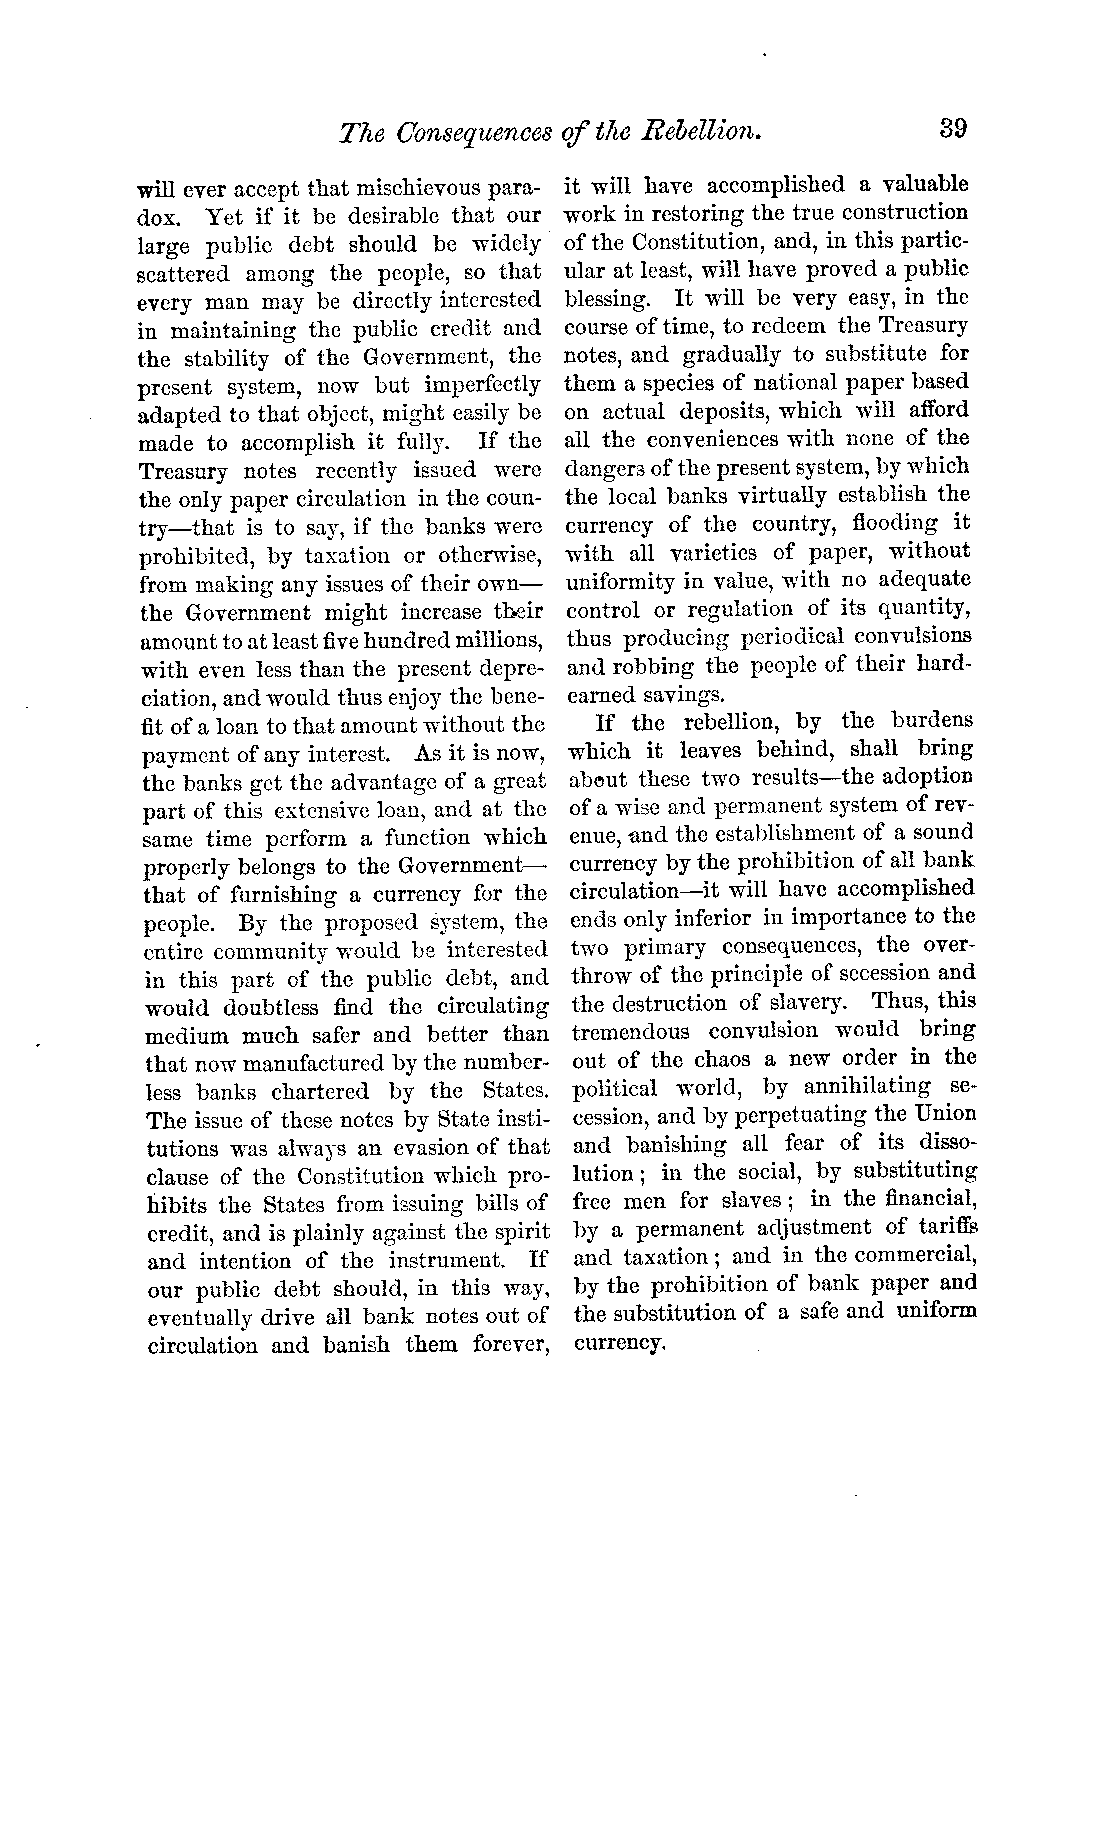 The Consequences of the Rebellion. 39
will ever accept that mischievous para-
dox. Yet if it be desirable that our
large public debt should be widely
scattered among the people, so that
every man may be directly interested
in maintaining the public credit and
the stability of the Government, the
present system, now but imperfectly
adapted to that object, might easily be
made to accomplish it fully. If the
Treasury notes recently issued were
the only paper circulation in the coun-
try—that is to say, if the banks were
prohibited, by taxation or otherwise,
from making any issues of their own—
the Government might increase their
amount to at least five hundred millions,
with even less than the present depre-
ciation, and would thus enjoy the bene-
fit of a loan to that amount without the
payment of any interest. As it is now,
the banks get the advantage of a great
part of this extensive loan, and at the
same time perform a function which
properly belongs to the Government—
that of furnishing a currency for the
people. By the proposed system, the
entire community would be interested
in this part of the public debt, and
would doubtless find the circulating
medium much safer and better than
that now manufactured by the number-
less banks chartered by the States.
The issue of these notes by State insti-
tutions was always an evasion of that
clause of the Constitution which pro-
hibits the States from issuing bills of
credit, and is plainly against the spirit
and intention of the instrument. If
our public debt should, in this way,
eventually drive all bank notes out of
circulation and banish them forever,
it will have accomplished a valuable
work in restoring the true construction
of the Constitution, and, in this partic-
ular at least, will have proved a public
blessing. It will be very easy, in the
course of time, to redeem the Treasury
notes, and gradually to substitute for
them a species of national paper based
on actual deposits, which will afford
all the conveniences with none of the
dangers of the present system, by which
the local banks virtually establish the
currency of the country, flooding it
with all varieties of paper, without
uniformity in value, with no adequate
control or regulation of its quantity,
thus producing periodical convulsions
and robbing the people of their hard-
earned savings.
If the rebellion, by the burdens
which it leaves behind, shall bring
about these two results—the adoption
of a wise and permanent system of rev-
enue, and the establishment of a sound
currency by the prohibition of all bank
circulation—it will have accomplished
ends only inferior in importance to the
two primary consequences, the over-
throw of the principle of secession and
the destruction of slavery. Thus, this
tremendous convulsion would bring
out of the chaos a new order in the
political world, by annihilating se-
cession, and by perpetuating the Union
and banishing all fear of its disso-
lution; in the social, by substituting
free men for slaves; in the financial,
by a permanent adjustment of tariffs
and taxation; and in the commercial,
by the prohibition of bank paper and
the substitution of a safe and uniform
currency.